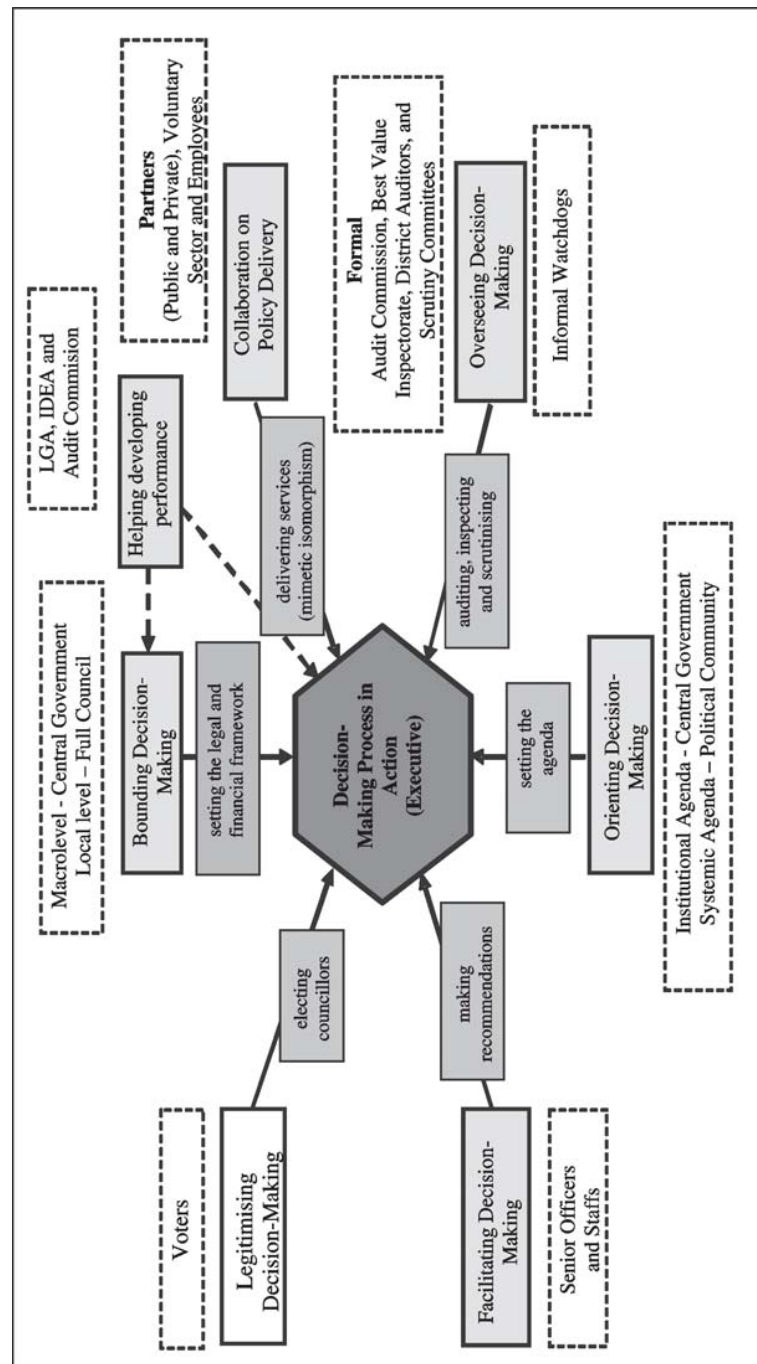 Voters
Legitimising
Decision-Making
electing
councillors
Macrolevel - Central Government
Local level – Full Council
Bounding Decision-
Making
setting the legal and
financial framework
LGA, IDEA and
Audit Commision
Helping developing
performance
Partners
(Public and Private), Voluntary
Sector and Employees
Collaboration on
Policy Delivery
delivering services
(mimetic isomorphism)
Decision-
Making Process in
Action
(Executive)
Formal
Audit Commission, Best Value
Inspectorate, District Auditors, and
Scrutiny Committees
Overseeing Decision-
Making
Informal Watchdogs
auditing, inspecting
and scrutinising
setting the
agenda
Orienting Decision-
Making
Institutional Agenda - Central Government
Systemic Agenda – Political Community
making
recommendations
Facilitating Decision-
Making
Senior Officers
and Staffs